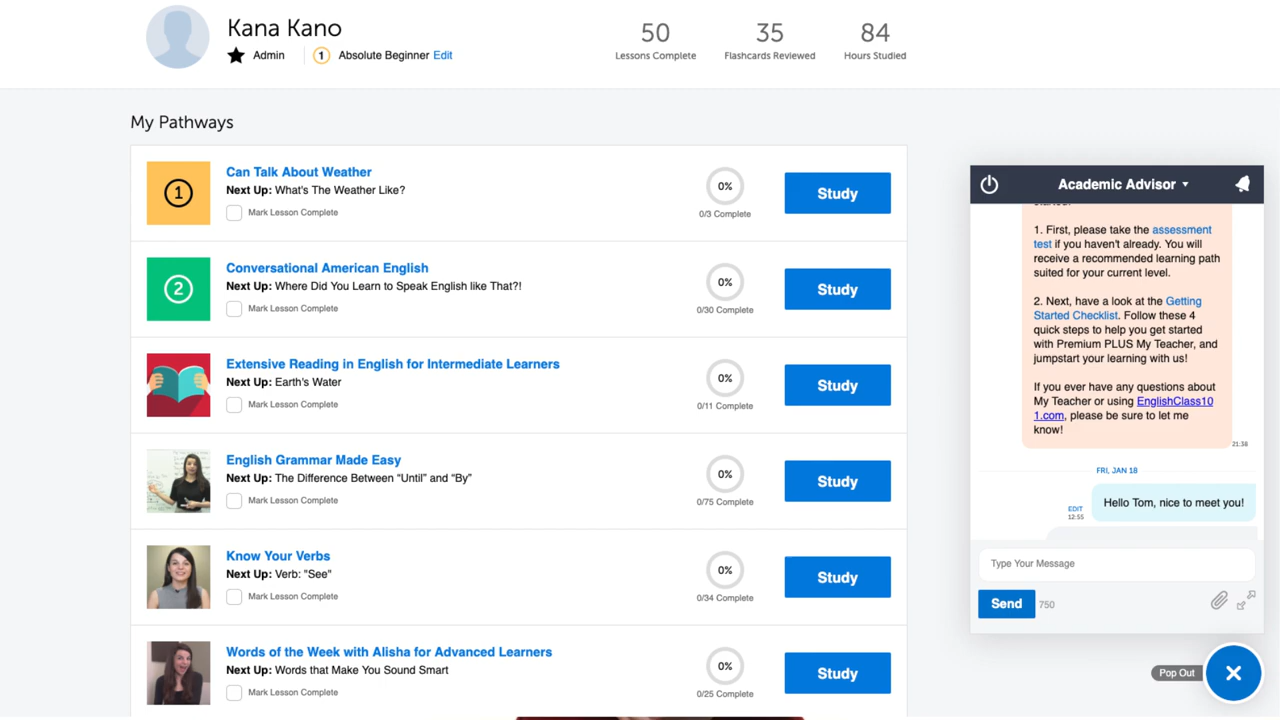 Kana Kano
Admin
1
Absolute Beginner Edit
50
Lessons Complete
35
Flashcards Reviewed
84
Hours Studied
My Pathways
1
Can Talk About Weather
Next Up: What's The Weather Like?
Mark Lesson Complete
0%
0/3 Complete
Study
2
Conversational American English
Next Up: Where Did You Learn to Speak English like That?!
Mark Lesson Complete
0%
0/30 Complete
Study
Extensive Reading in English for Intermediate Learners
Next Up: Earth's Water
Mark Lesson Complete
0%
0/11 Complete
Study
English Grammar Made Easy
Next Up: The Difference Between “Until” and “By”
Mark Lesson Complete
0%
0/75 Complete
Study
Know Your Verbs
Next Up: Verb: "See"
Mark Lesson Complete
0%
0/34 Complete
Study
Words of the Week with Alisha for Advanced Learners
Next Up: Words that Make You Sound Smart
Mark Lesson Complete
0%
0/25 Complete
Study
Academic Advisor
1. First, please take the assessment
test if you haven't already. You will
receive a recommended learning path
suited for your current level.
2. Next, have a look at the Getting
Started Checklist. Follow these 4
quick steps to help you get started
with Premium PLUS My Teacher, and
jumpstart your learning with us!
If you ever have any questions about
My Teacher or using EnglishClass10
1.com, please be sure to let me
know!
21:38
FRI, JAN 18
Hello Tom, nice to meet you!
EDIT
12:55
Type Your Message
Send
750
Pop Out